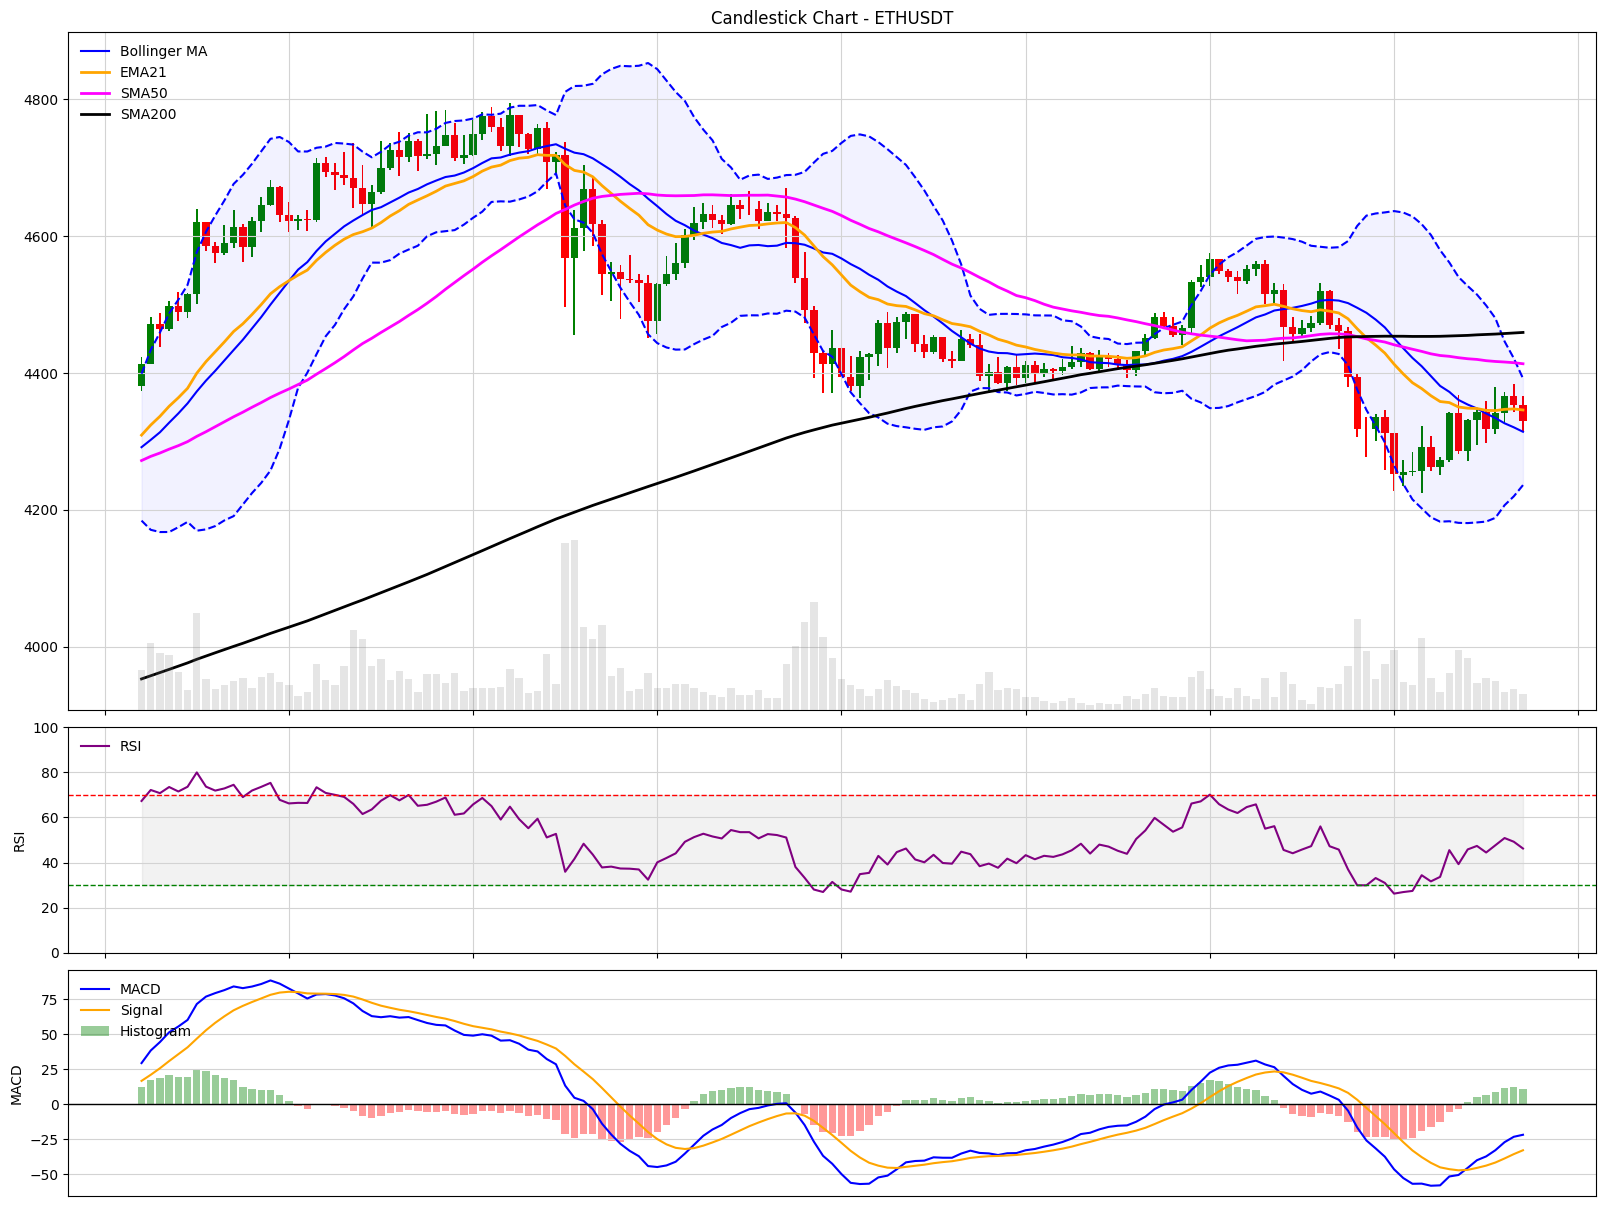 Candlestick Chart - ETHUSDT
Bollinger MA
EMA21
SMA50
SMA200
4800
4600
4400
4200
4000
RSI
100
80
60
40
20
0
RSI
MACD
Signal
Histogram
75
50
25
0
−25
−50
MACD